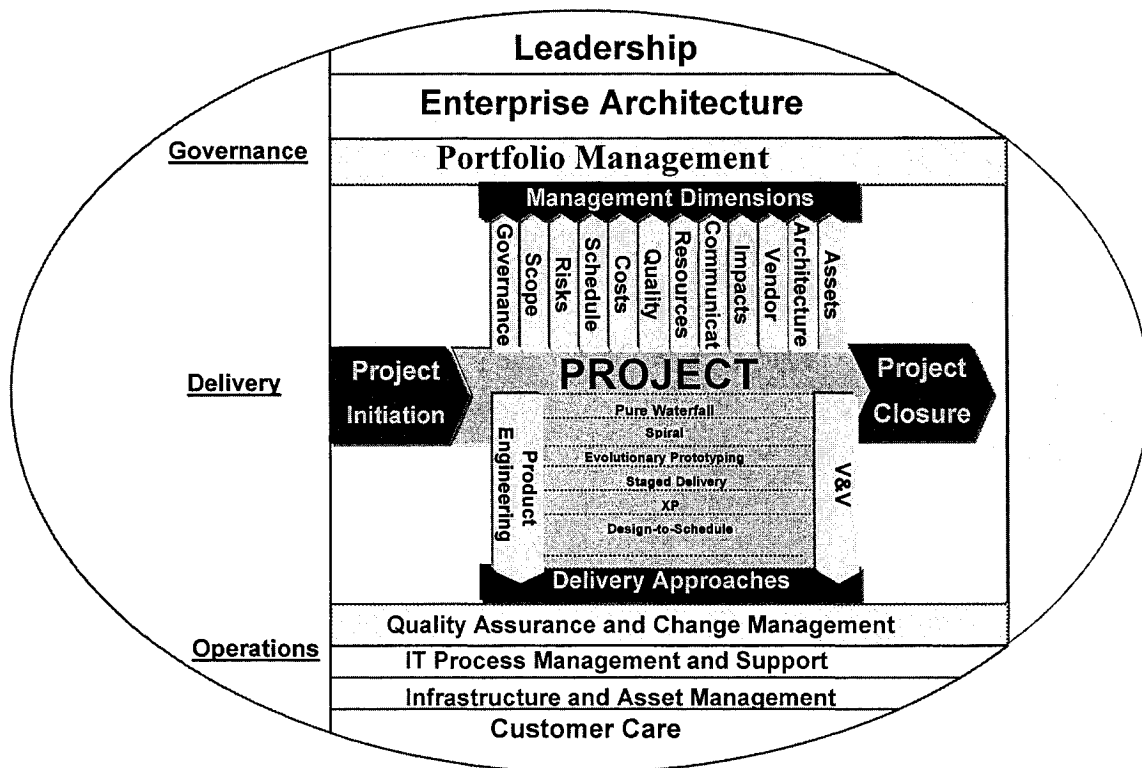 Leadership
Enterprise Architecture
Governance
Portfolio Management
Management Dimensions
Governance
Scope
Risks
Schedule
Costs
Quality
Resources
Communicat
Impacts
Vendor
Architecture
Assets
Delivery
Project
Initiation
PROJECT
Project
Closure
Product
Engineering
Pure Waterfall
Spiral
Evolutionary Prototyping
Staged Delivery
XP
Design-to-Schedule
V&V
Delivery Approaches
Operations
Quality Assurance and Change Management
IT Process Management and Support
Infrastructure and Asset Management
Customer Care